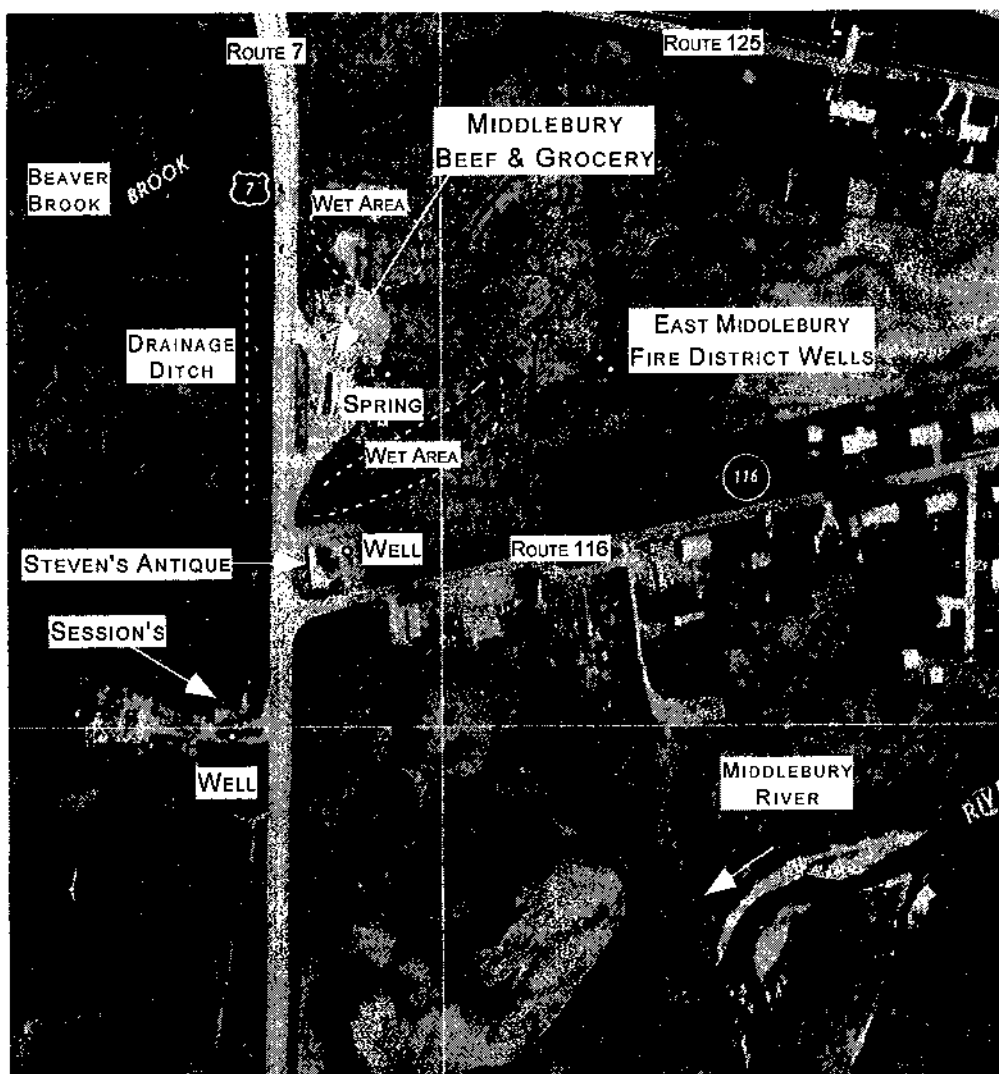 ROUTE 7
ROUTE 125
MIDDLEBURY
BEEF & GROCERY
BEAVER
BROOK
BROOK
7
WET AREA
EAST MIDDLEBURY
FIRE DISTRICT WELLS
DRAINAGE
DITCH
SPRING
WET AREA
116
WELL
ROUTE 116
STEVEN'S ANTIQUE
SESSION'S
WELL
MIDDLEBURY
RIVER
RIV